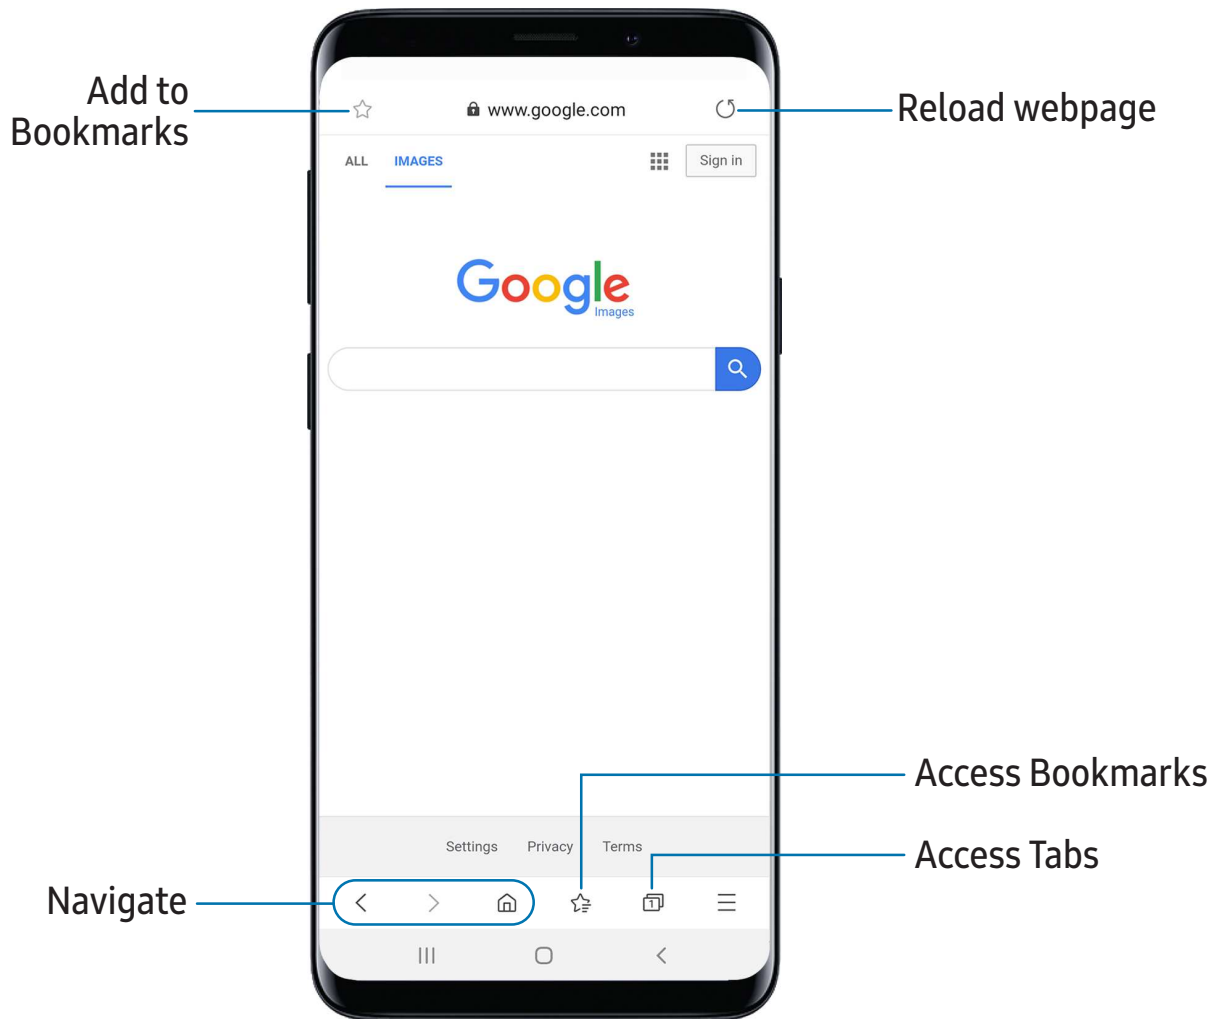 Add to
Bookmarks
www.google.com
Reload webpage
ALL IMAGES
Sign in
Google
Images
Access Bookmarks
Settings Privacy Terms
Access Tabs
Navigate
1